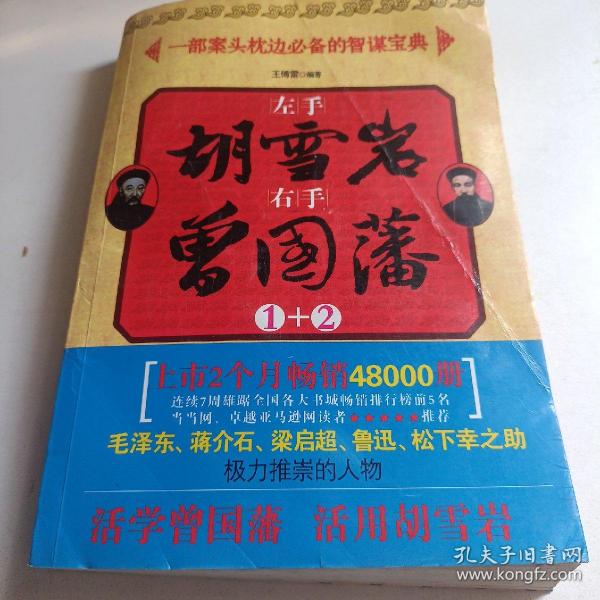 一部案头枕边必备的智谋宝典
王傅雷◎编著
左手
胡雪岩
右手
曾國藩
1+2
上市2个月畅销48000册
连续7周雄踞全国各大书城畅销排行榜前5名
当当网、卓越亚马逊网读者★★★★★推荐
毛泽东、蒋介石、梁启超、鲁迅、松下幸之助
极力推崇的人物
活学曾国藩 活用胡雪岩
孔夫子旧书网
www.kongfz.com